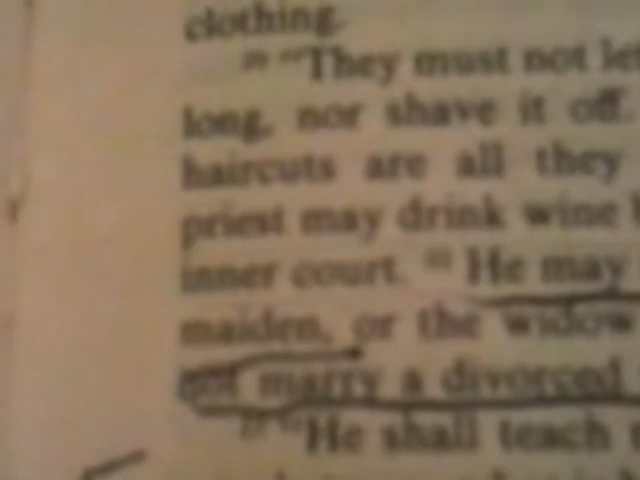 clothing.
"They must not let
long, nor shave it off.
haircuts are all they
priest may drink wine
inner court. He may
maiden, or the widow
not marry a divorced
"He shall teach